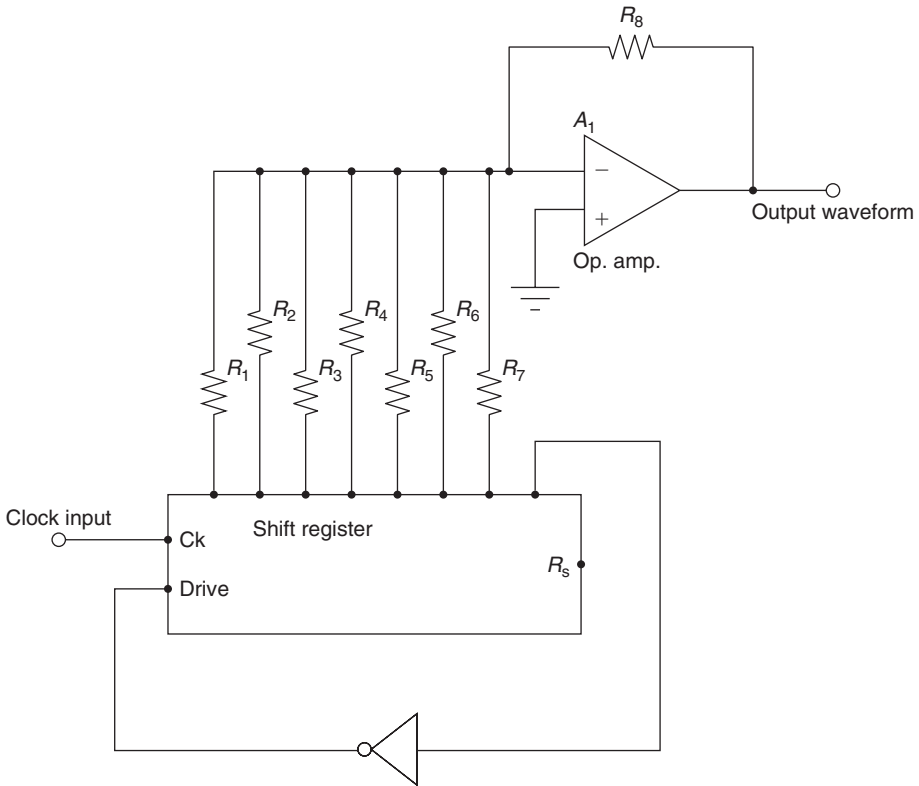 R8
A1
−
+
Output waveform
Op. amp.
R2
R4
R6
R1
R3
R5
R7
Clock input
Shift register
Ck
Rs
Drive